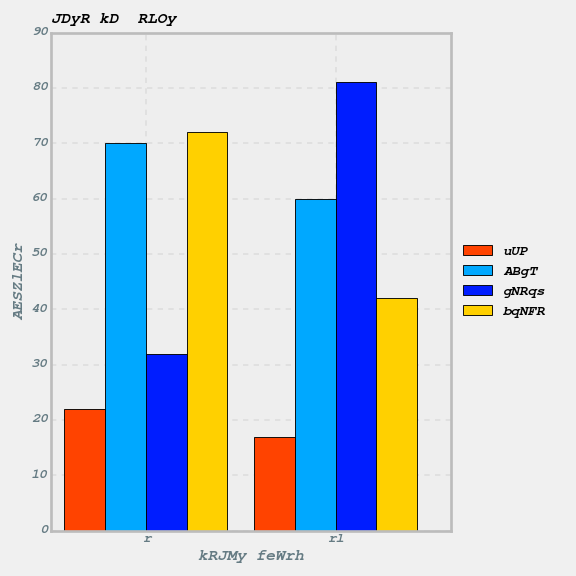 JDyR kD  RLOy
90
80
70
60
50
40
30
20
10
0
AESZlECr
r
rl
kRJMy feWrh
uUP
ABgT
gNRqs
bqNFR